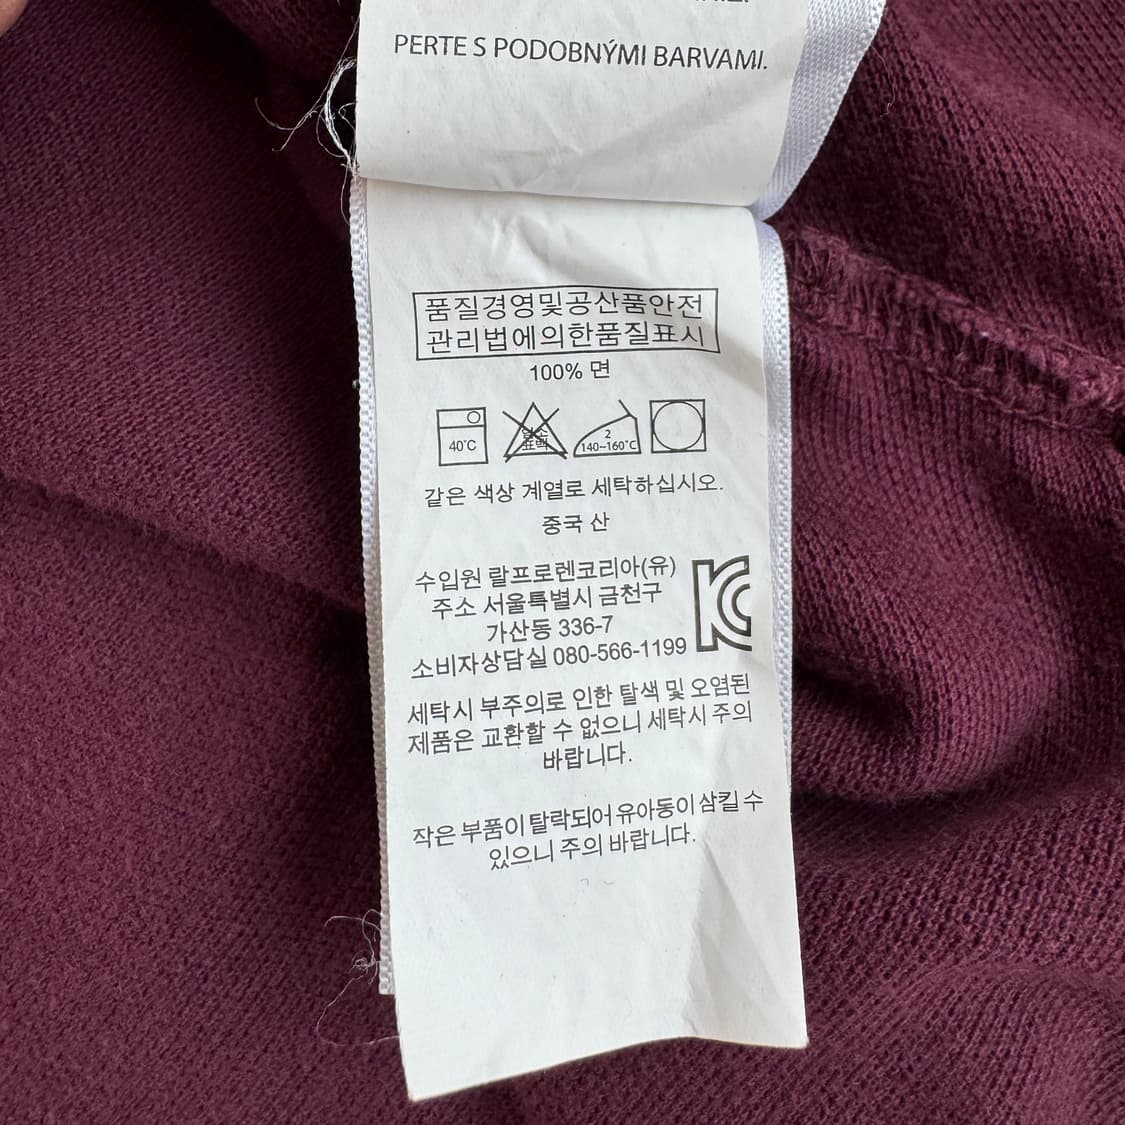 PERTE S PODOBNÝMI BARVAMI.
품질경영및공산품안전
관리법에의한품질표시
100% 면
40°C
염소
표백
2
140~160°C
같은 색상 계열로 세탁하십시오.
중국 산
수입원 랄프로렌코리아(유)
주소 서울특별시 금천구
가산동 336-7
소비자상담실 080-566-1199
세탁시 부주의로 인한 탈색 및 오염된
제품은 교환할 수 없으니 세탁시 주의
바랍니다.
작은 부품이 탈락되어 유아동이 삼킬 수
있으니 주의 바랍니다.